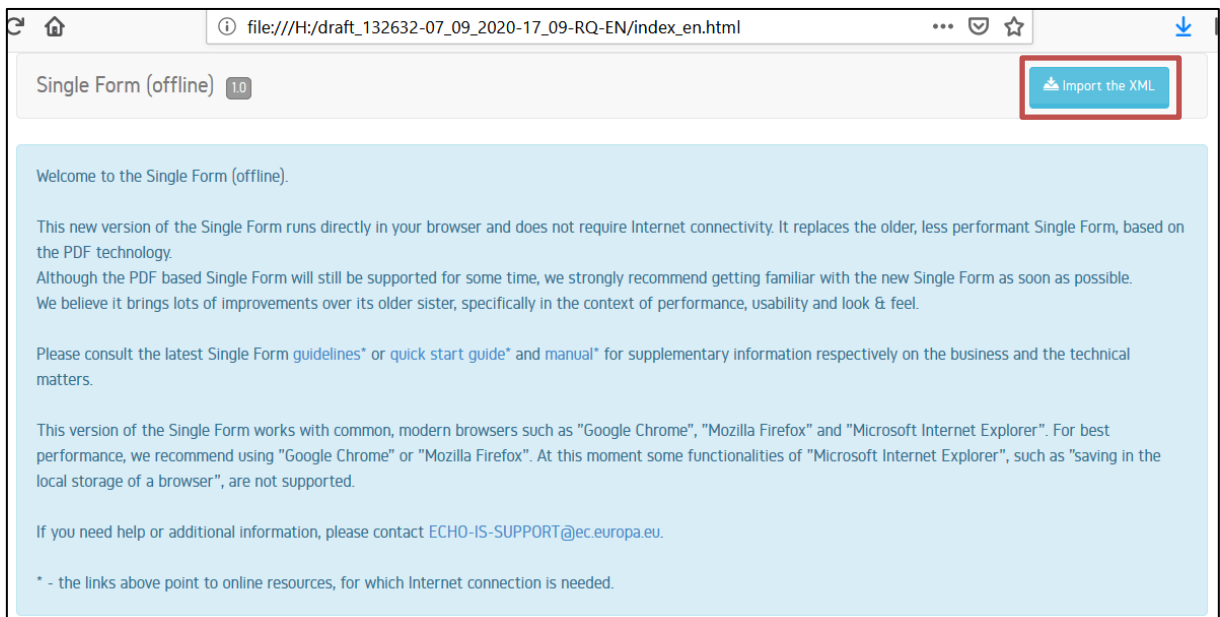 file:///H:/draft_132632-07_09_2020-17_09-RQ-EN/index_en.html
Single Form (offline) 1.0
Import the XML
Welcome to the Single Form (offline).
This new version of the Single Form runs directly in your browser and does not require Internet connectivity. It replaces the older, less performant Single Form, based on
the PDF technology.
Although the PDF based Single Form will still be supported for some time, we strongly recommend getting familiar with the new Single Form as soon as possible.
We believe it brings lots of improvements over its older sister, specifically in the context of performance, usability and look & feel.
Please consult the latest Single Form guidelines* or quick start guide* and manual* for supplementary information respectively on the business and the technical
matters.
This version of the Single Form works with common, modern browsers such as "Google Chrome", "Mozilla Firefox" and "Microsoft Internet Explorer". For best
performance, we recommend using "Google Chrome" or "Mozilla Firefox". At this moment some functionalities of "Microsoft Internet Explorer", such as "saving in the
local storage of a browser", are not supported.
If you need help or additional information, please contact ECHO-IS-SUPPORT@ec.europa.eu.
* - the links above point to online resources, for which Internet connection is needed.